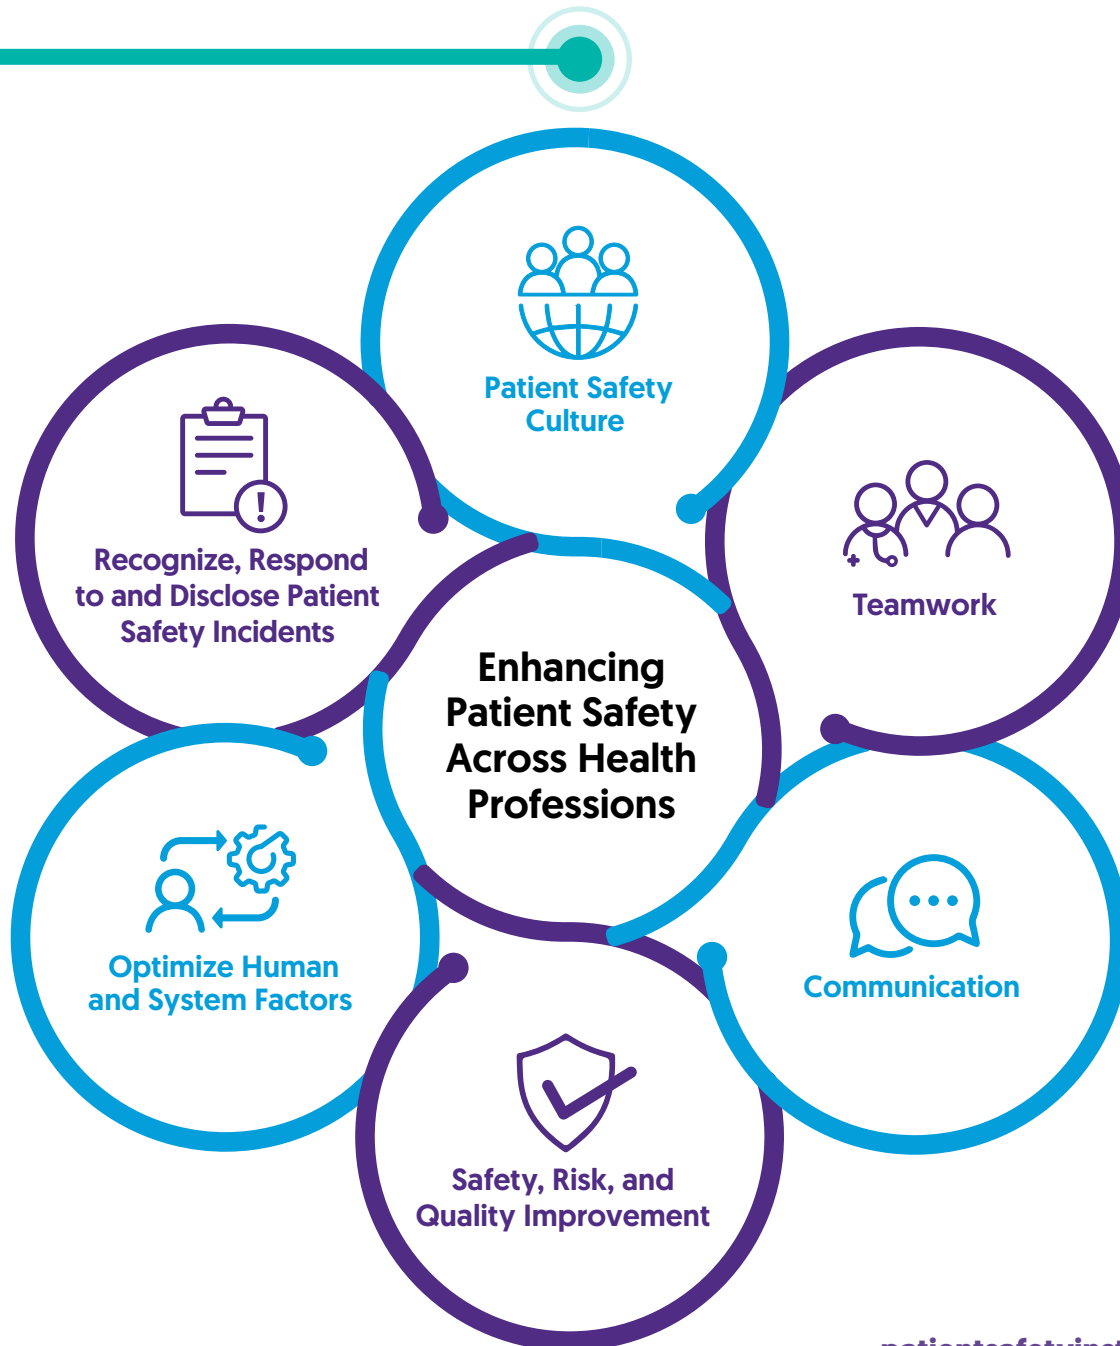 Patient Safety
Culture
Teamwork
Communication
Safety, Risk, and
Quality Improvement
Optimize Human
and System Factors
Recognize, Respond
to and Disclose Patient
Safety Incidents
Enhancing
Patient Safety
Across Health
Professions